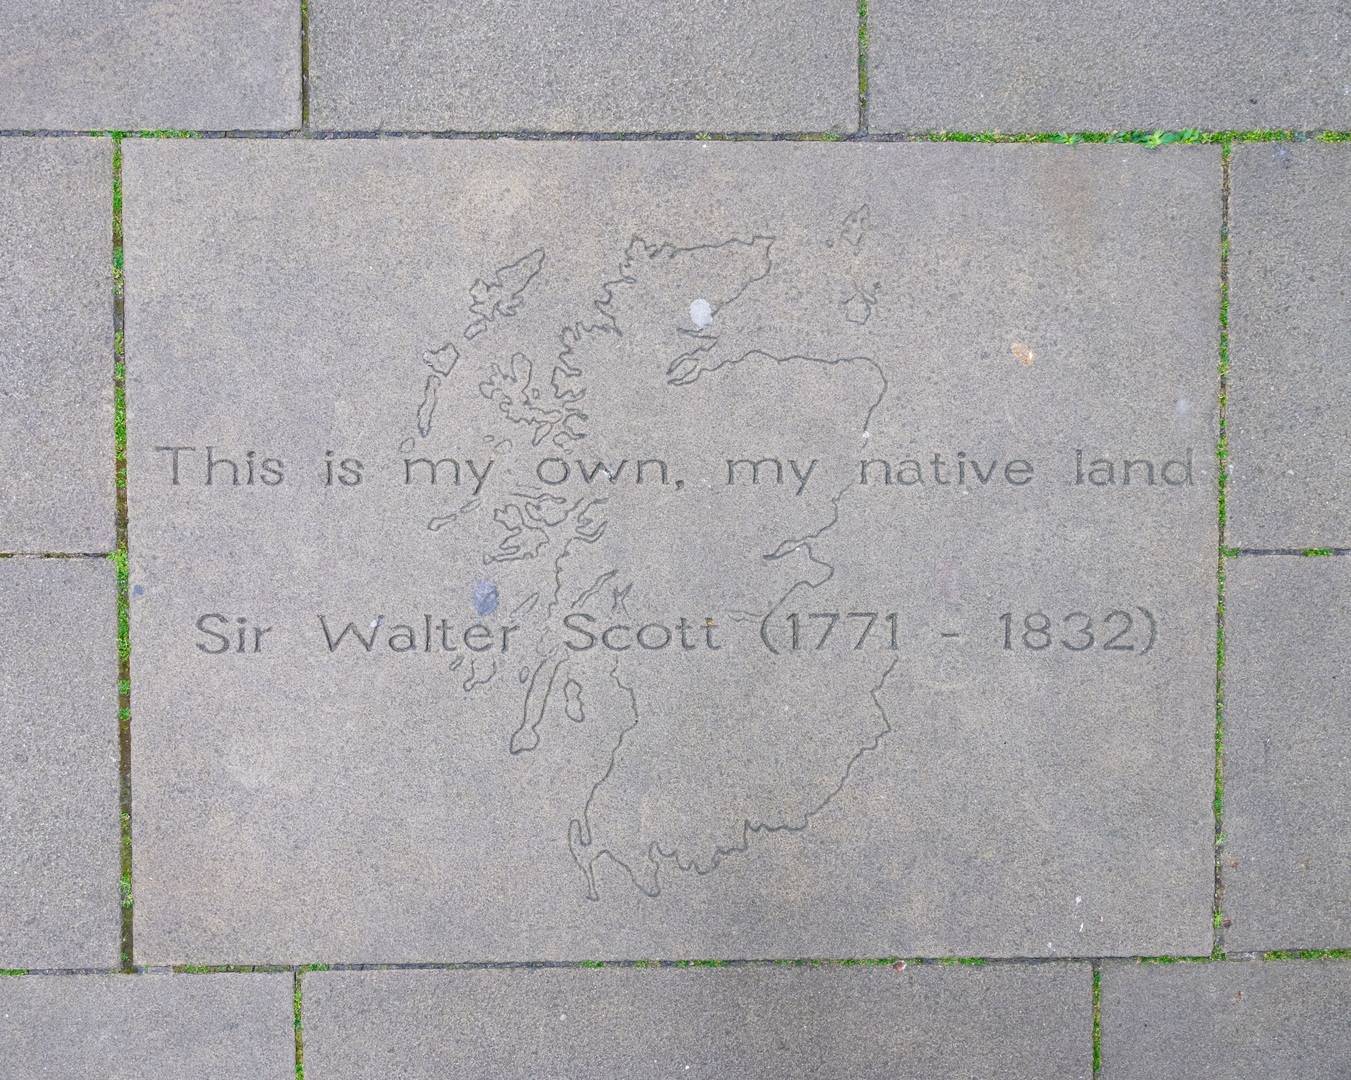 This is my own, my native land
Sir Walter Scott (1771 - 1832)